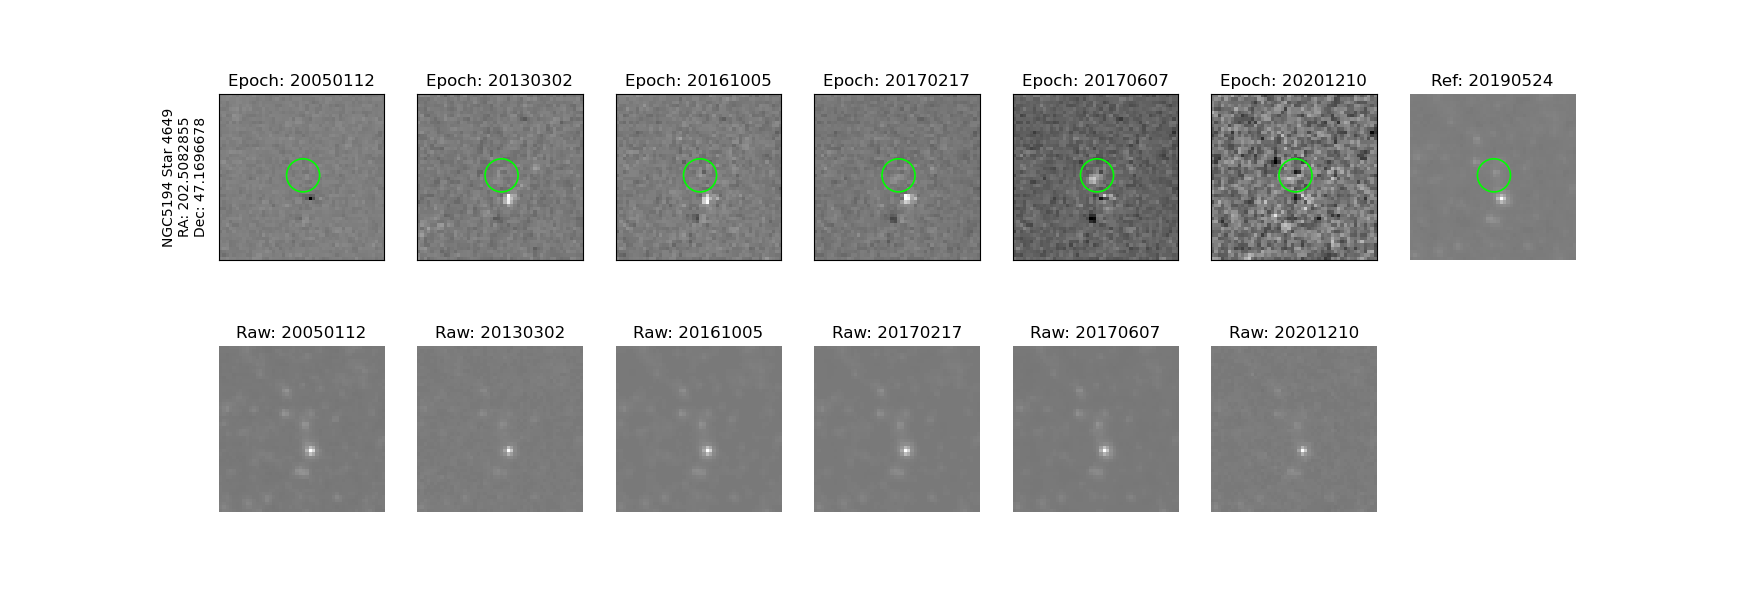 Epoch: 20050112
Epoch: 20130302
Epoch: 20161005
Epoch: 20170217
Epoch: 20170607
Epoch: 20201210
Ref: 20190524
NGC5194 Star 4649
RA: 202.5082855
Dec: 47.1696678
Raw: 20050112
Raw: 20130302
Raw: 20161005
Raw: 20170217
Raw: 20170607
Raw: 20201210